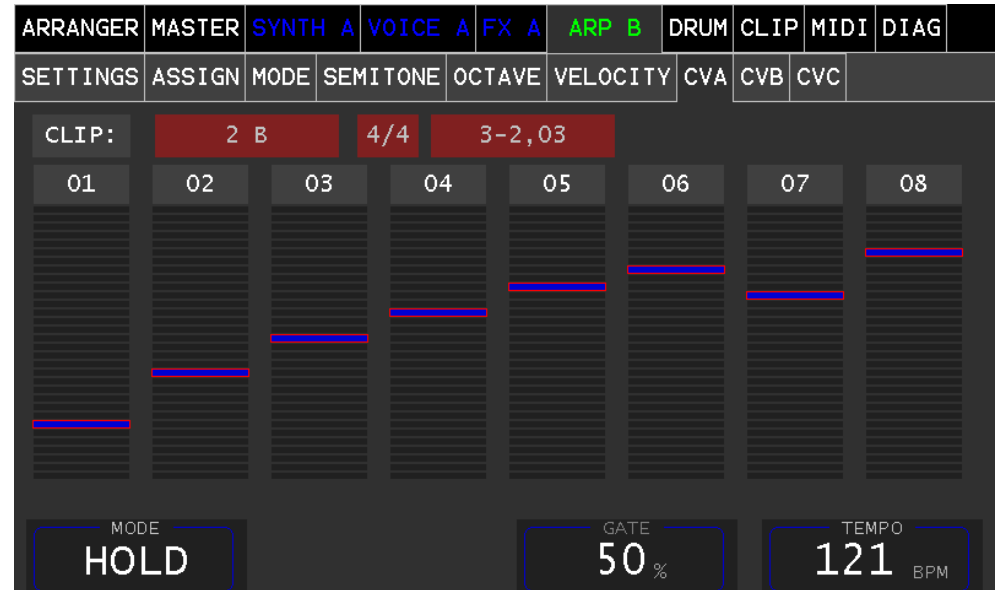 ARRANGER MASTER SYNTH A VOICE A FX A ARP B DRUM CLIP MIDI DIAG
SETTINGS ASSIGN MODE SEMITONE OCTAVE VELOCITY CVA CVB CVC
CLIP: 2 B 4/4 3-2,03
01 02 03 04 05 06 07 08
MODE GATE TEMPO
HOLD 50 % 121 BPM